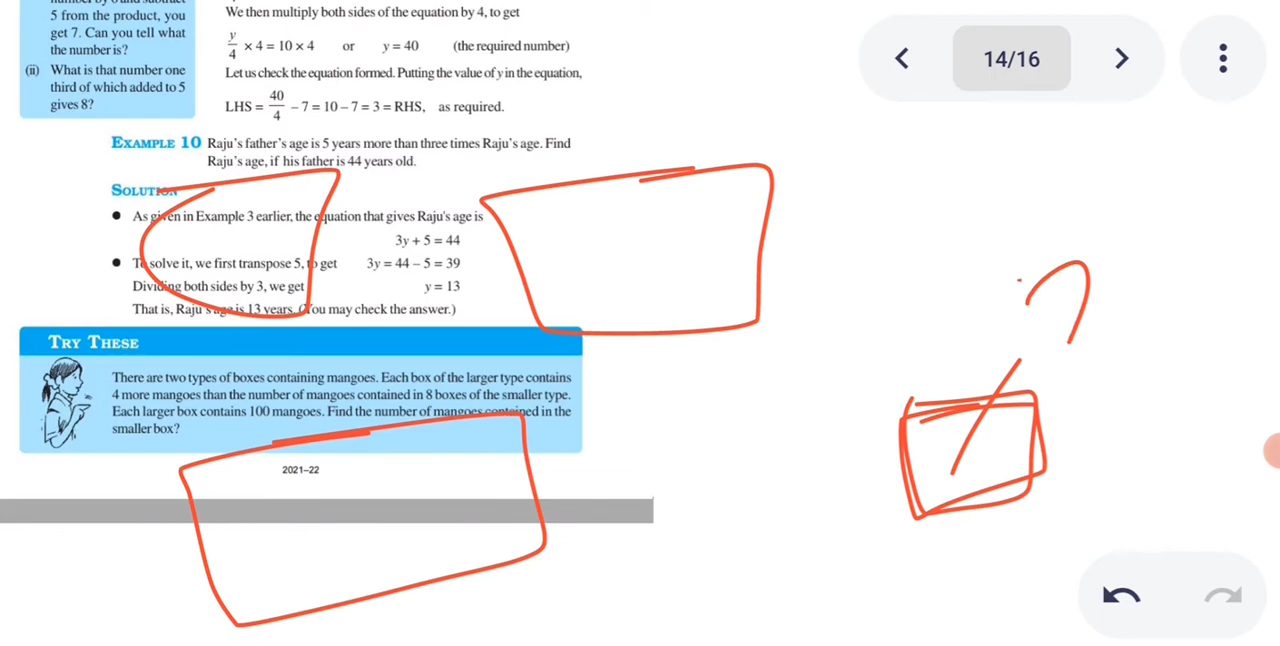 5 from the product, you
get 7. Can you tell what
the number is?
(ii) What is that number one
third of which added to 5
gives 8?
We then multiply both sides of the equation by 4, to get
y/4 × 4 = 10 × 4 or y = 40 (the required number)
Let us check the equation formed. Putting the value of y in the equation,
LHS = 40/4 – 7 = 10 – 7 = 3 = RHS, as required.
EXAMPLE 10 Raju's father's age is 5 years more than three times Raju's age. Find
Raju's age, if his father is 44 years old.
SOLUTION
● As given in Example 3 earlier, the equation that gives Raju's age is
3y + 5 = 44
● To solve it, we first transpose 5, to get 3y = 44 – 5 = 39
Dividing both sides by 3, we get y = 13
That is, Raju's age is 13 years. (You may check the answer.)
TRY THESE
There are two types of boxes containing mangoes. Each box of the larger type contains
4 more mangoes than the number of mangoes contained in 8 boxes of the smaller type.
Each larger box contains 100 mangoes. Find the number of mangoes contained in the
smaller box?
2021–22
14/16